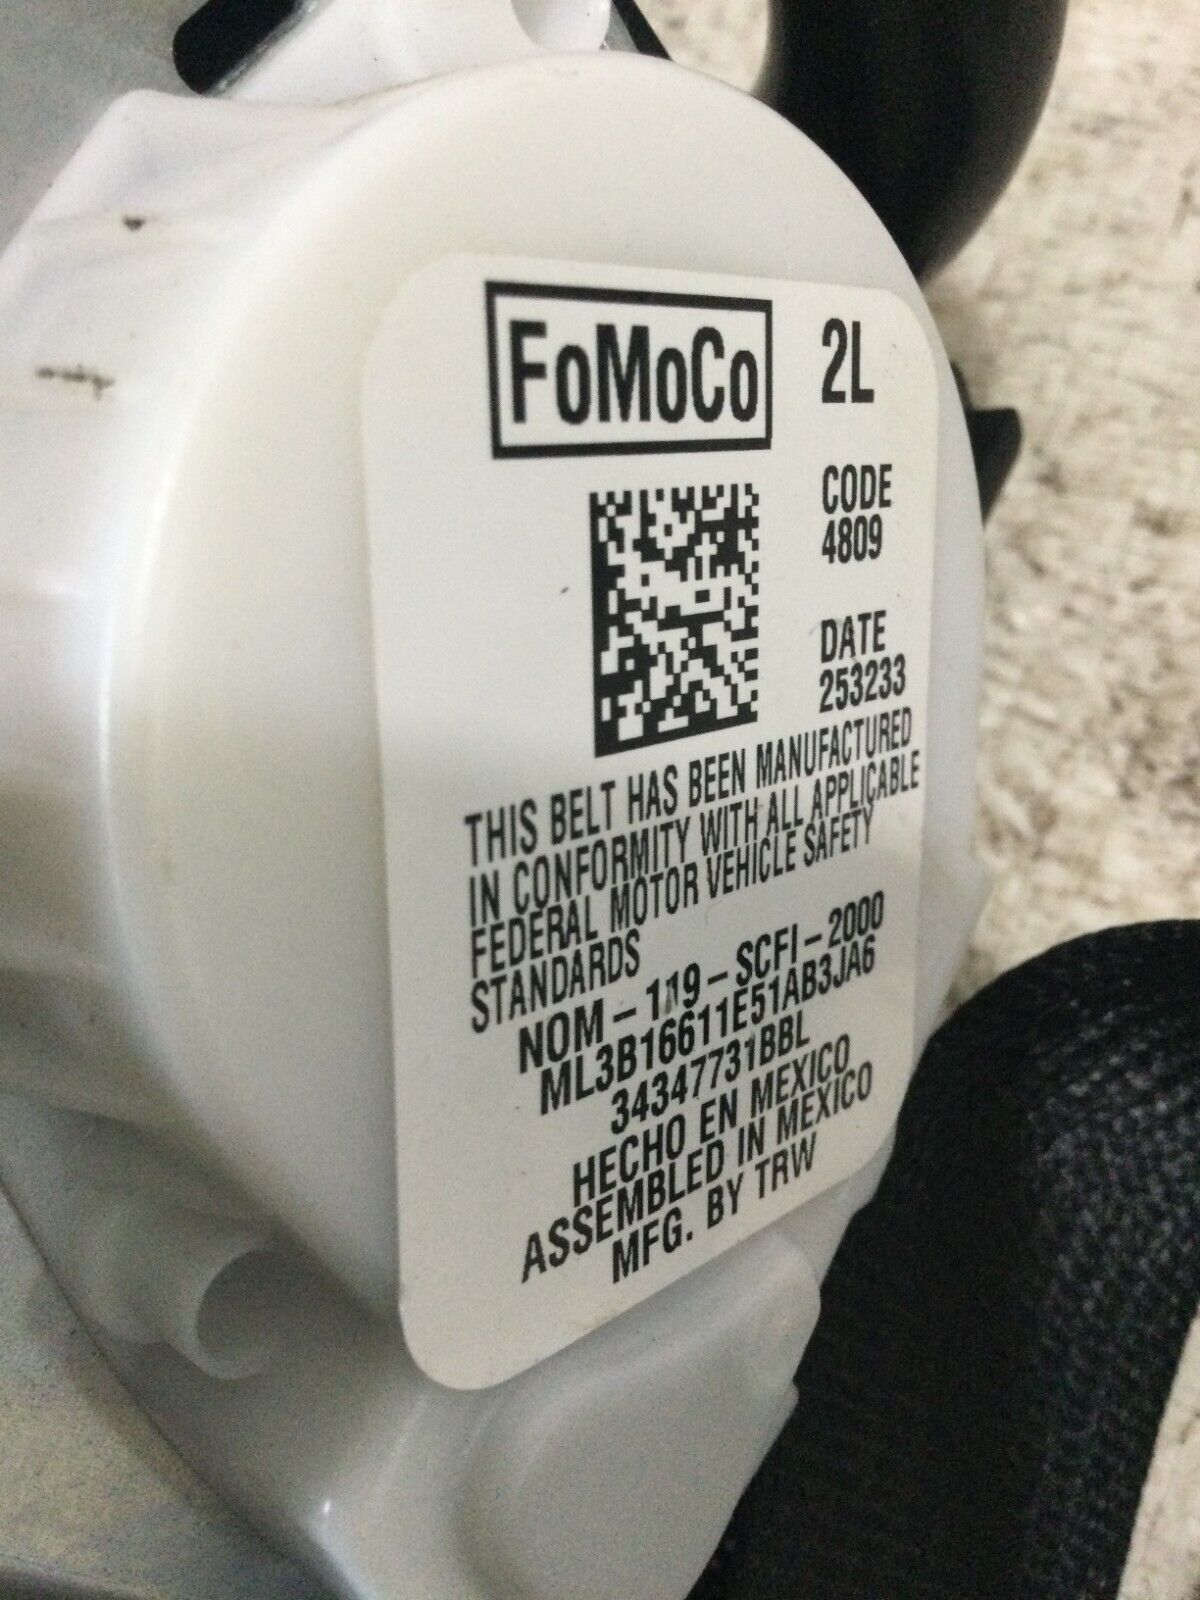 FoMoCo 2L
CODE
4809
DATE
253233
THIS BELT HAS BEEN MANUFACTURED
IN CONFORMITY WITH ALL APPLICABLE
FEDERAL MOTOR VEHICLE SAFETY
STANDARDS
NOM-119-SCFI-2000
ML3B16611E51AB3JA6
34347731BBL
HECHO EN MEXICO
ASSEMBLED IN MEXICO
MFG. BY TRW